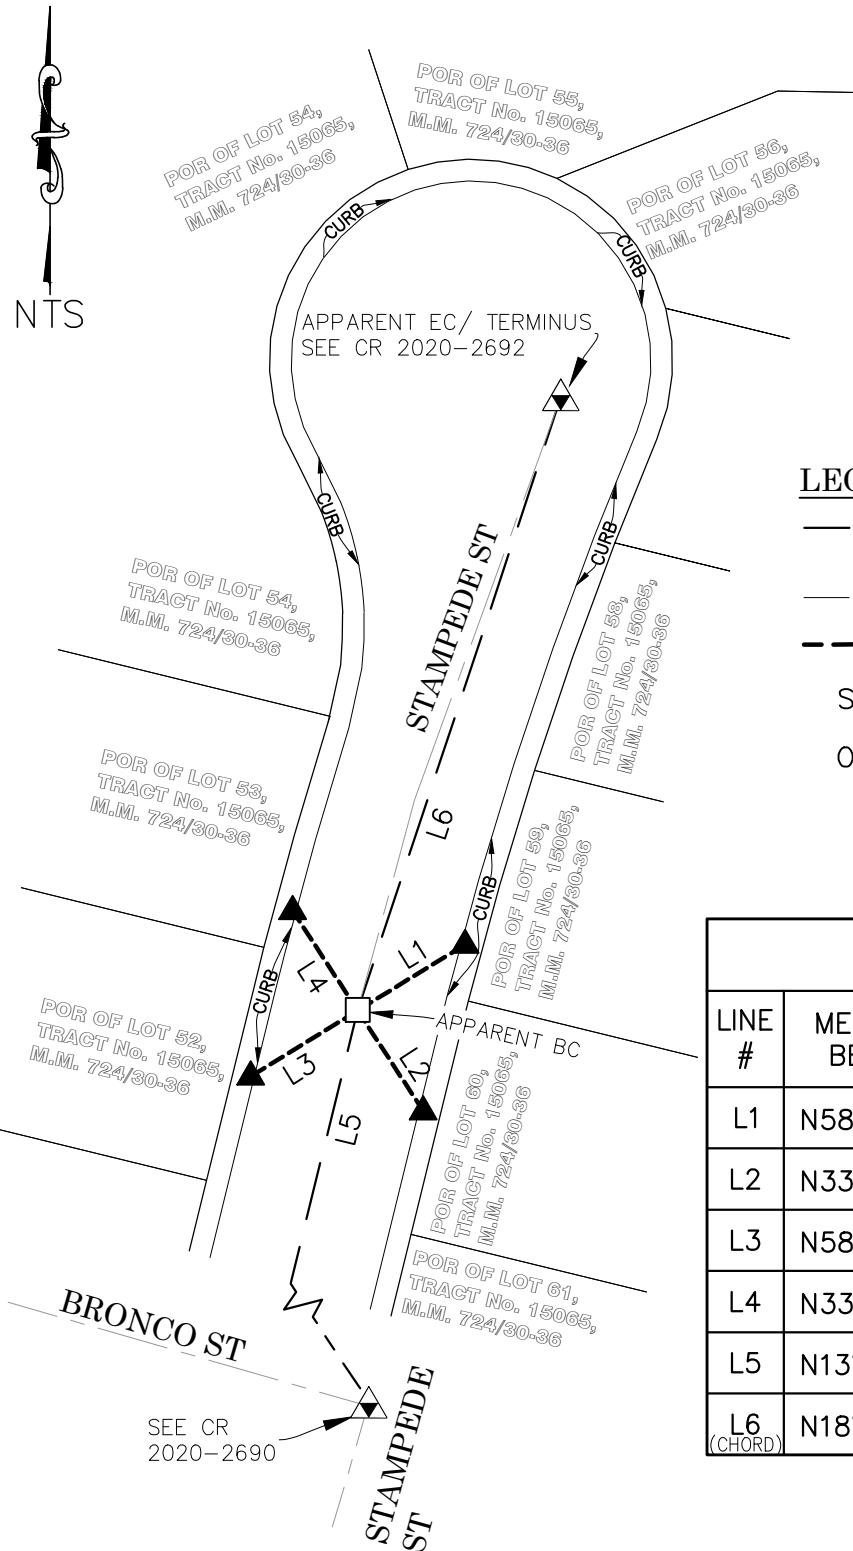 NTS
POR OF LOT 54,
TRACT No. 15065,
M.M. 724/30-36
POR OF LOT 55,
TRACT No. 15065,
M.M. 724/30-36
POR OF LOT 56,
TRACT No. 15065,
M.M. 724/30-36
CURB
CURB
APPARENT EC/ TERMINUS
SEE CR 2020-2692
CURB
CURB
STAMPEDE ST
POR OF LOT 54,
TRACT No. 15065,
M.M. 724/30-36
POR OF LOT 58,
TRACT No. 15065,
M.M. 724/30-36
POR OF LOT 53,
TRACT No. 15065,
M.M. 724/30-36
L6
POR OF LOT 59,
TRACT No. 15065,
M.M. 724/30-36
CURB
L1
L4
CURB
APPARENT BC
POR OF LOT 52,
TRACT No. 15065,
M.M. 724/30-36
L3
L2
L5
POR OF LOT 60,
TRACT No. 15065,
M.M. 724/30-36
POR OF LOT 61,
TRACT No. 15065,
M.M. 724/30-36
BRONCO ST
SEE CR
2020-2690
STAMPEDE
ST
LINE
#
L1 N58
L2 N33
L3 N58
L4 N33
L5 N13
L6 N18
(CHORD)